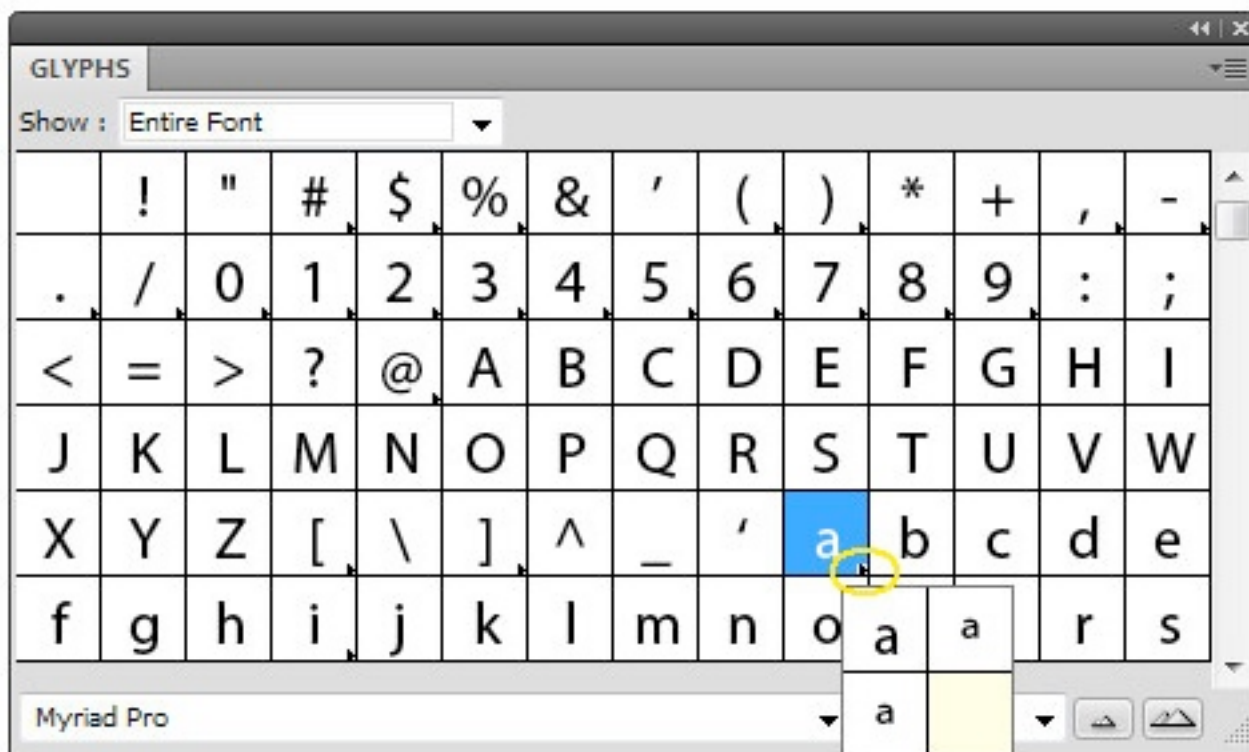 GLYPHS
Show : Entire Font
! " # $ % & ' ( ) * + , -
. / 0 1 2 3 4 5 6 7 8 9 : ;
< = > ? @ A B C D E F G H I
J K L M N O P Q R S T U V W
X Y Z [ \ ] ^ _ ‘ a b c d e
f g h i j k l m n o r s
a a
a
Myriad Pro